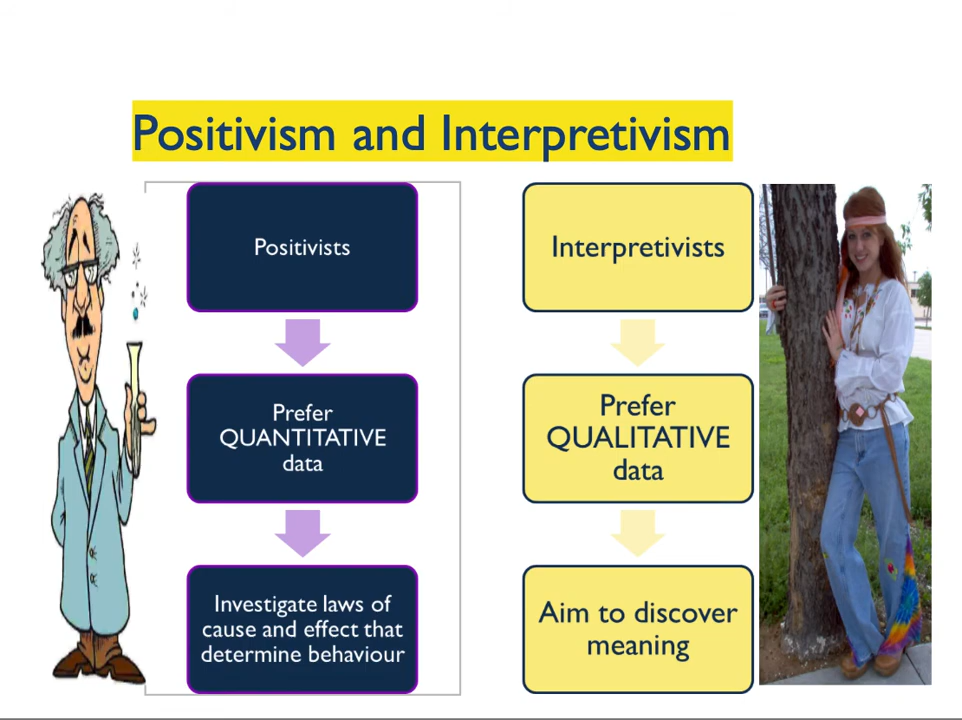 Positivism and Interpretivism
Positivists
Prefer
QUANTITATIVE
data
Investigate laws of
cause and effect that
determine behaviour
Interpretivists
Prefer
QUALITATIVE
data
Aim to discover
meaning